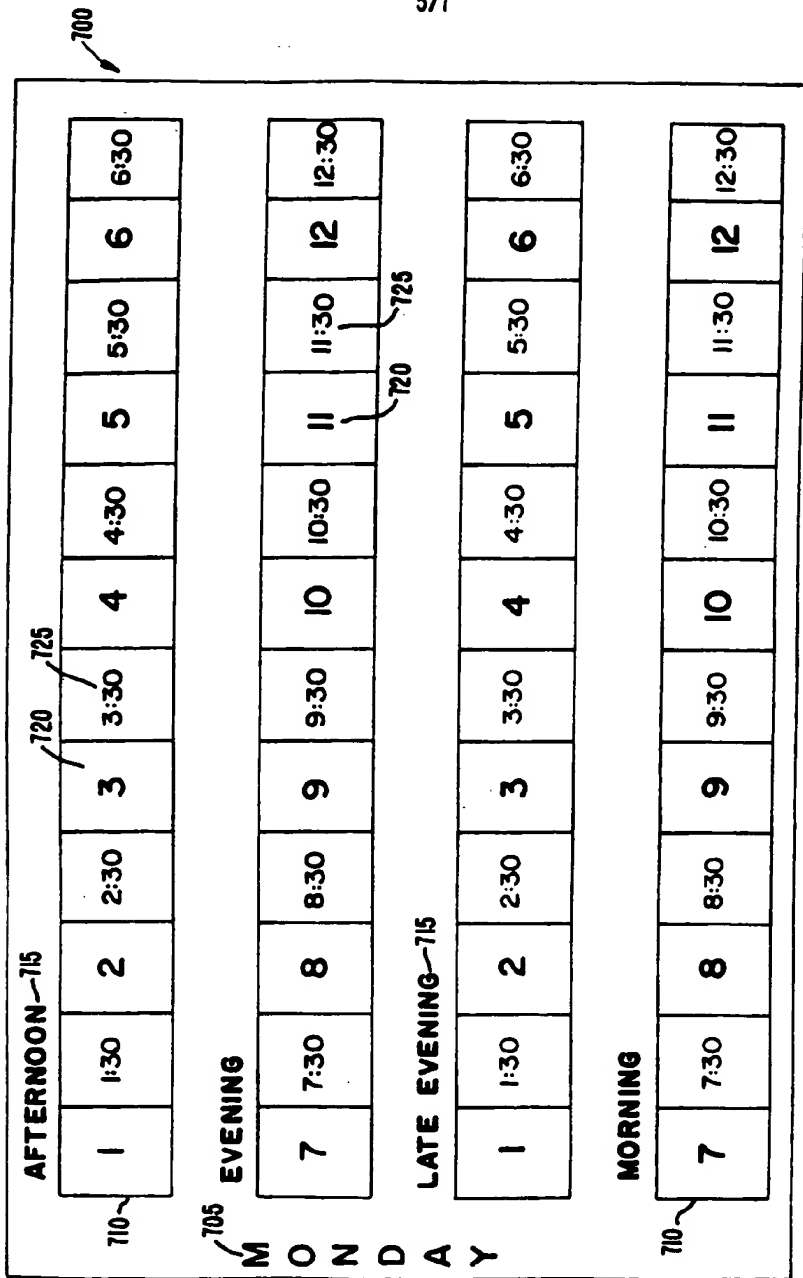 5/7
700
705
MONDAY
AFTERNOON 715
720 725
710 1 1:30 2 2:30 3 3:30 4 4:30 5 5:30 6 6:30
EVENING
7 7:30 8 8:30 9 9:30 10 10:30 11 11:30 12 12:30
720 725
LATE EVENING 715
1 1:30 2 2:30 3 3:30 4 4:30 5 5:30 6 6:30
MORNING
710 7 7:30 8 8:30 9 9:30 10 10:30 11 11:30 12 12:30